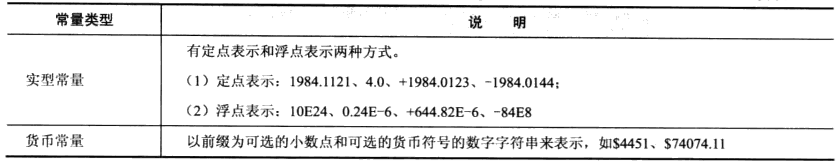 常量类型 说 明
有定点表示和浮点表示两种方式。
实型常量 （1）定点表示：1984.1121、4.0、+1984.0123、-1984.0144；
（2）浮点表示：10E24、0.24E-6、+644.82E-6、-84E8
货币常量 以前缀为可选的小数点和可选的货币符号的数字字符串来表示，如$4451、$74074.11